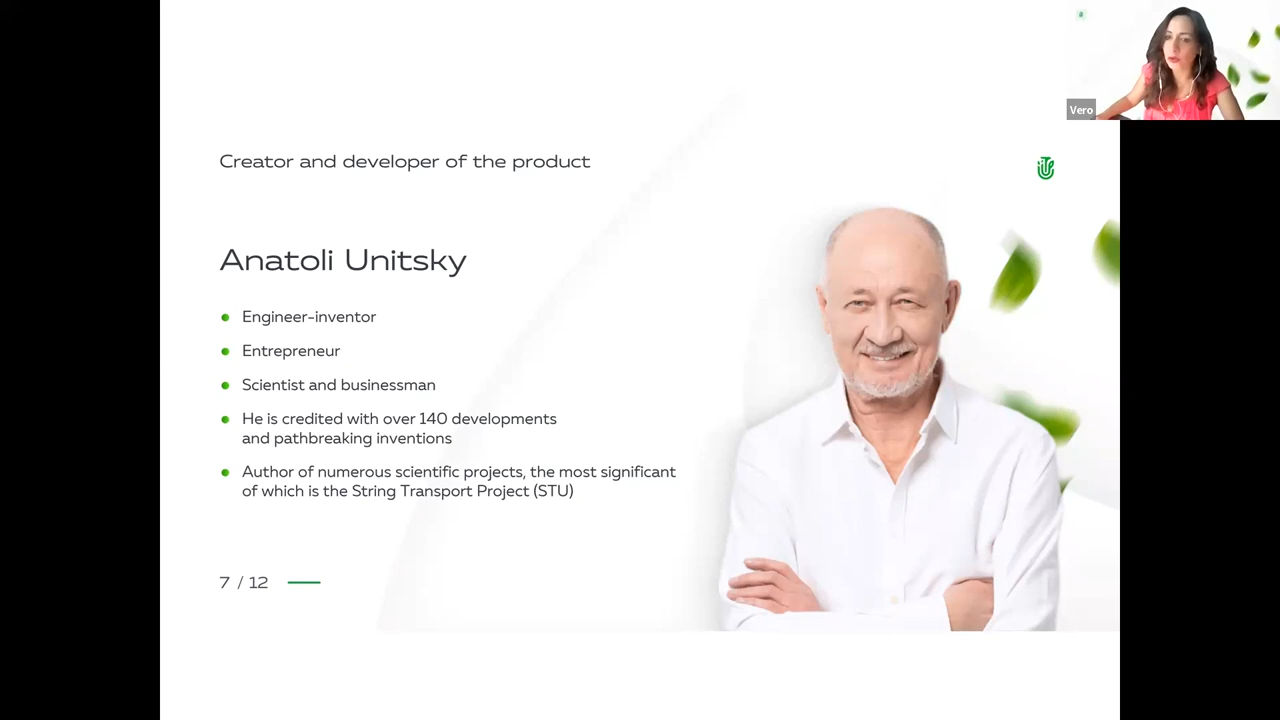 Vero
Creator and developer of the product
Anatoli Unitsky
Engineer-inventor
Entrepreneur
Scientist and businessman
He is credited with over 140 developments
and pathbreaking inventions
Author of numerous scientific projects, the most significant
of which is the String Transport Project (STU)
7 / 12